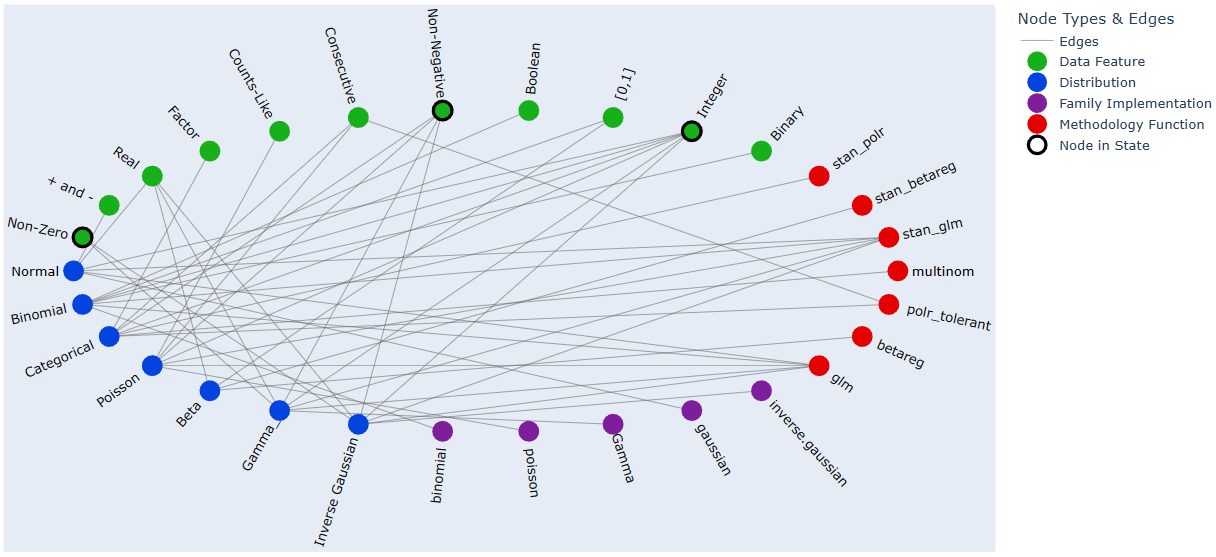 Node Types & Edges
Edges
Data Feature
Distribution
Family Implementation
Methodology Function
Node in State
Non-Negative
Boolean
[0,1]
Integer
Binary
stan_polr
stan_betareg
stan_glm
multinom
polr_tolerant
betareg
glm
inverse.gaussian
gaussian
Gamma
poisson
binomial
Inverse Gaussian
Gamma_
Beta
Poisson
Categorical
Binomial
Normal
Non-Zero
+ and -
Real
Factor
Counts-Like
Consecutive